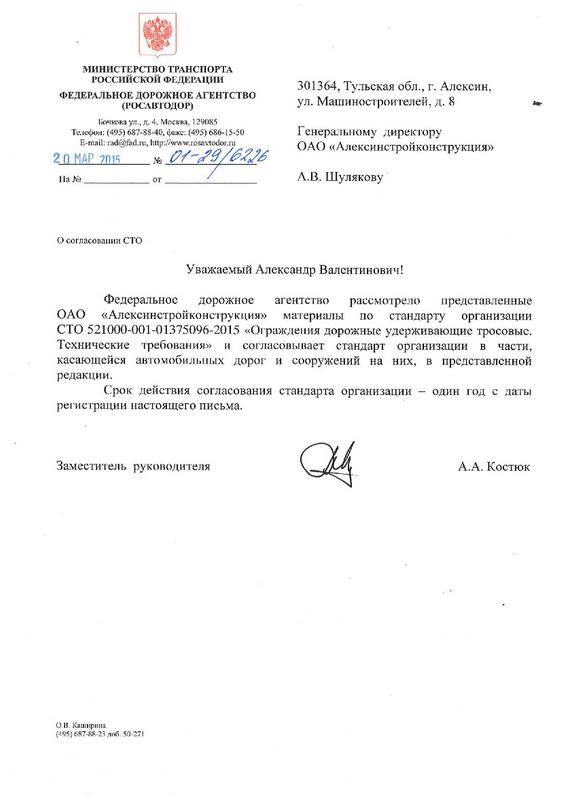 МИНИСТЕРСТВО ТРАНСПОРТА
РОССИЙСКОЙ ФЕДЕРАЦИИ
ФЕДЕРАЛЬНОЕ ДОРОЖНОЕ АГЕНТСТВО
(РОСАВТОДОР)
Бочкова ул., д. 4, Москва, 129085
Телефон: (495) 687-88-40, факс: (495) 686-15-50
E-mail: rad@fad.ru, http://www.rosavtodor.ru
20 МАР 2015 № 01-29/6226
На № от
301364, Тульская обл., г. Алексин,
ул. Машиностроителей, д. 8
Генеральному директору
ОАО «Алексинстройконструкция»
А.В. Шулякову
О согласовании СТО
Уважаемый Александр Валентинович!
Федеральное дорожное агентство рассмотрело представленные
ОАО «Алексинстройконструкция» материалы по стандарту организации
СТО 521000-001-01375096-2015 «Ограждения дорожные удерживающие тросовые.
Технические требования» и согласовывает стандарт организации в части,
касающейся автомобильных дорог и сооружений на них, в представленной
редакции.
Срок действия согласования стандарта организации – один год с даты
регистрации настоящего письма.
Заместитель руководителя А.А. Костюк
О.В. Каширина
(495) 687-88-23 доб. 50-271